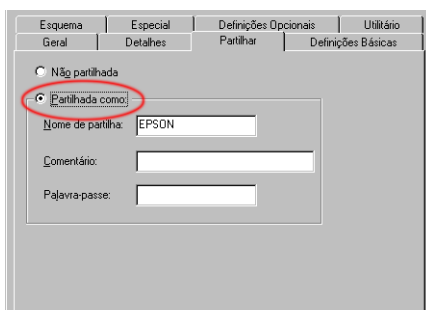 Esquema Especial Definições Opcionais Utilitário
Geral Detalhes Partilhar Definições Básicas
Não partilhada
Partilhada como:
Nome de partilha: EPSON
Comentário:
Palavra-passe: